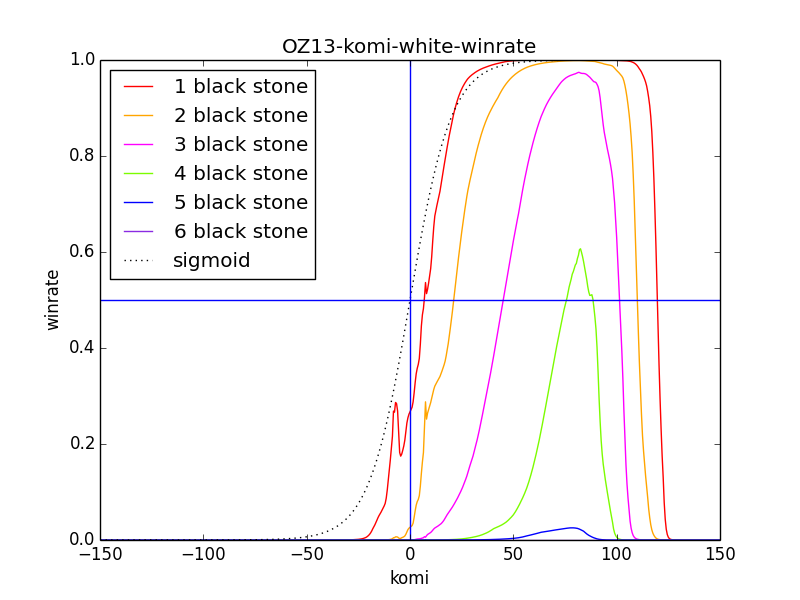 OZ13-komi-white-winrate
1.0
0.8
0.6
0.4
0.2
0.0
winrate
1 black stone
2 black stone
3 black stone
4 black stone
5 black stone
6 black stone
sigmoid
−150
−100
−50
0
50
100
150
komi